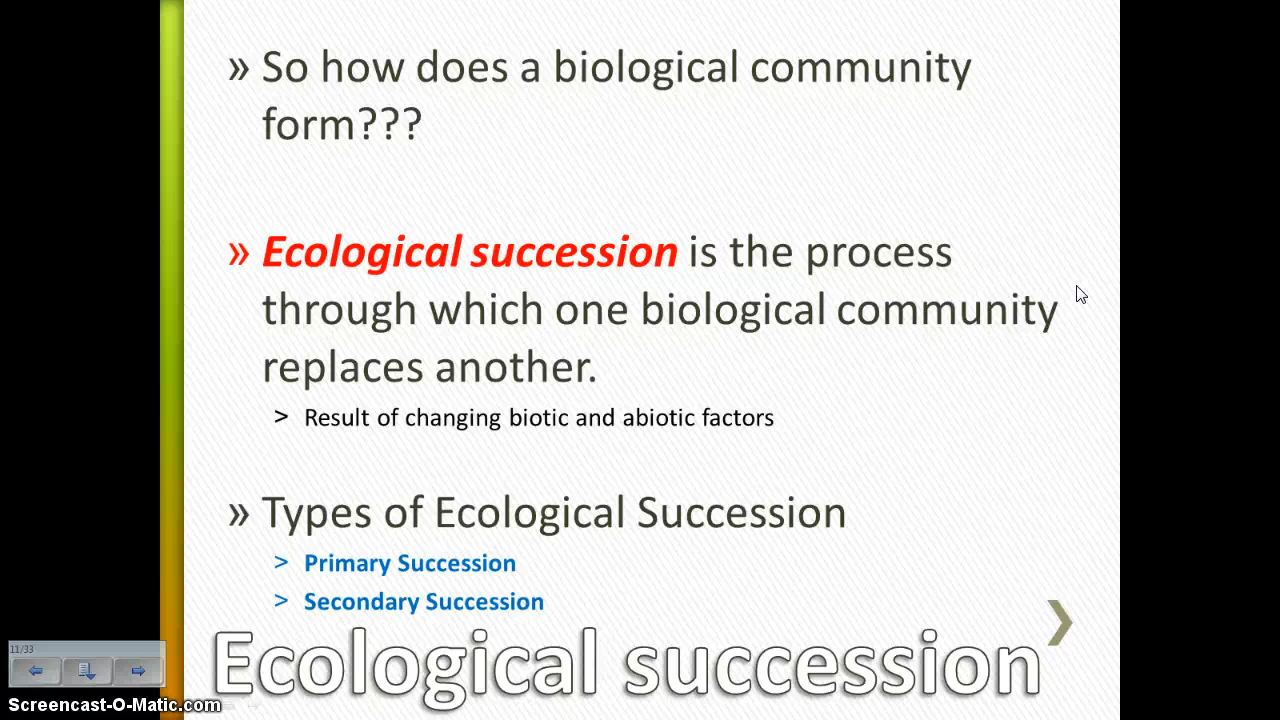 » So how does a biological community
form???
» Ecological succession is the process
through which one biological community
replaces another.
> Result of changing biotic and abiotic factors
» Types of Ecological Succession
> Primary Succession
> Secondary Succession
Ecological succession
11/33
Screencast-O-Matic.com